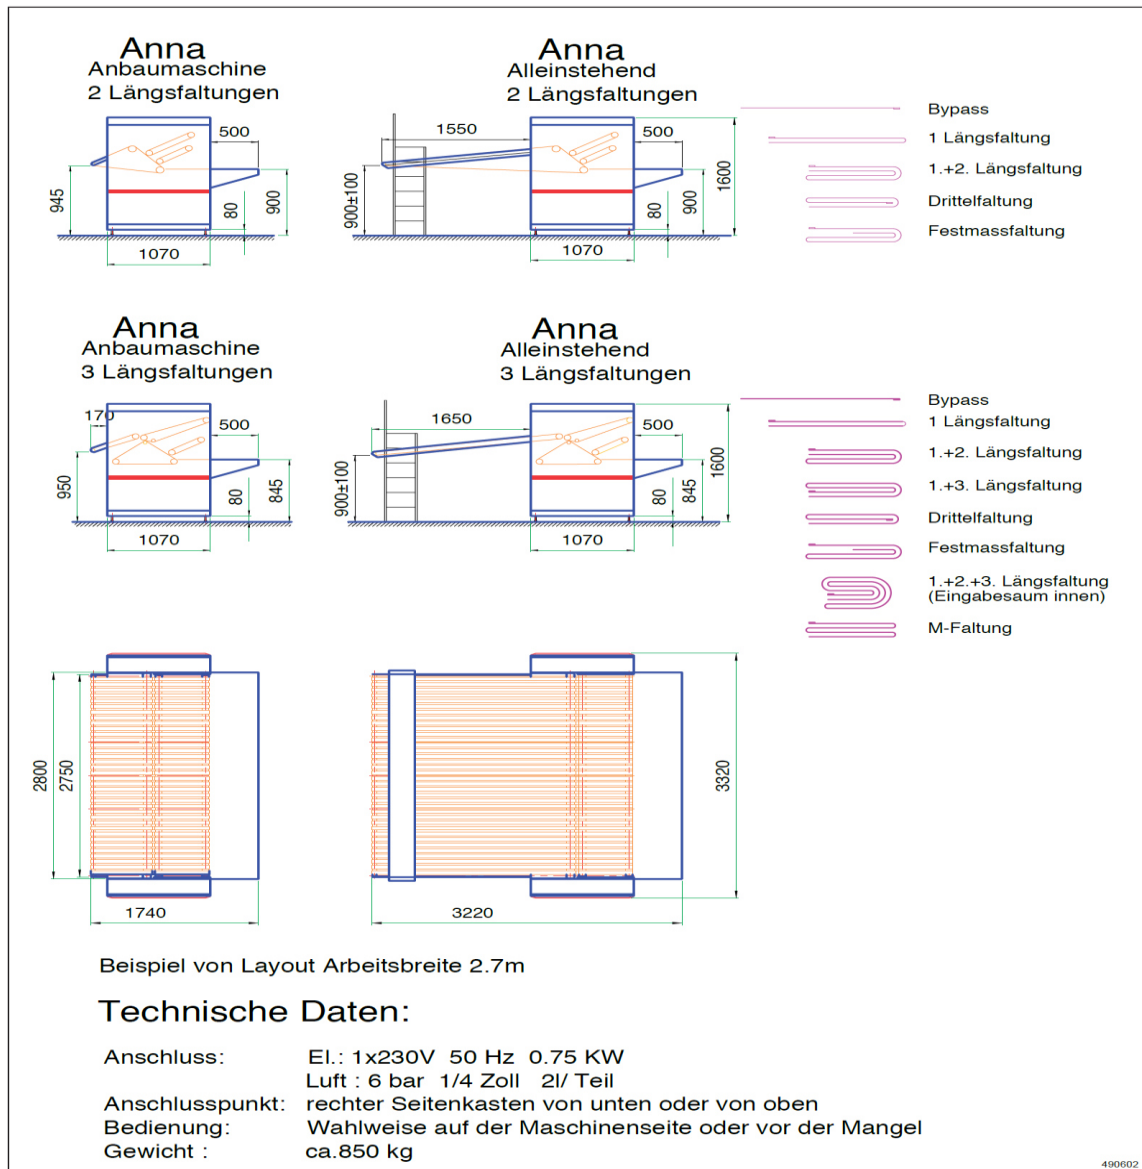 Anna
Anbaumaschine
2 Längsfaltungen
Anna
Alleinstehend
2 Längsfaltungen
500
945
80
900
1070
1550
500
1600
900±100
80
900
1070
Bypass
1 Längsfaltung
1.+2. Längsfaltung
Drittelfaltung
Festmassfaltung
Anna
Anbaumaschine
3 Längsfaltungen
Anna
Alleinstehend
3 Längsfaltungen
170
500
950
80
845
1070
1650
500
1600
900±100
80
845
1070
Bypass
1 Längsfaltung
1.+2. Längsfaltung
1.+3. Längsfaltung
Drittelfaltung
Festmassfaltung
1.+2.+3. Längsfaltung
(Eingabesaum innen)
M-Faltung
2800
2750
1740
3320
3220
Beispiel von Layout Arbeitsbreite 2.7m
Technische Daten:
Anschluss: El.: 1x230V 50 Hz 0.75 KW
Luft : 6 bar 1/4 Zoll 2l/ Teil
Anschlusspunkt: rechter Seitenkasten von unten oder von oben
Bedienung: Wahlweise auf der Maschinenseite oder vor der Mangel
Gewicht : ca.850 kg
490602